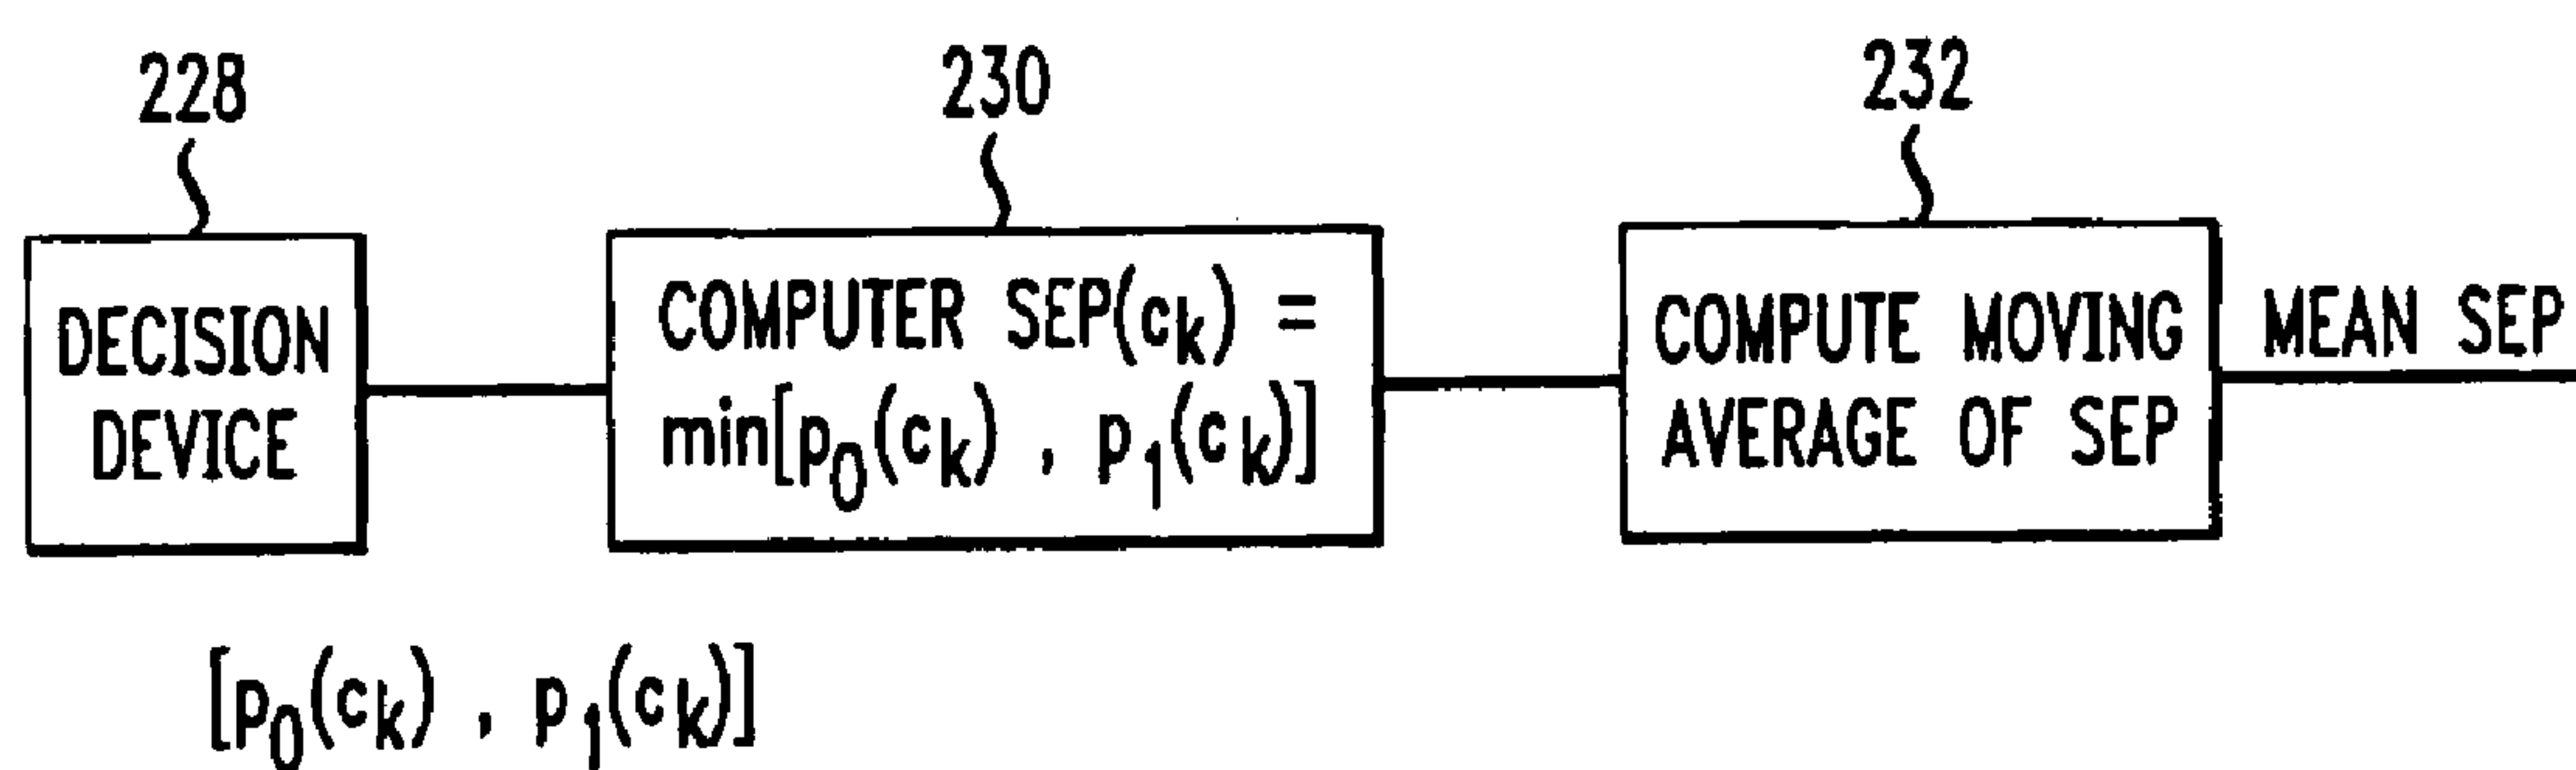 228
230
232
DECISION
DEVICE
COMPUTER SEP(cₖ) =
min[p₀(cₖ) , p₁(cₖ)]
COMPUTE MOVING
AVERAGE OF SEP
MEAN SEP
[p₀(cₖ) , p₁(cₖ)]